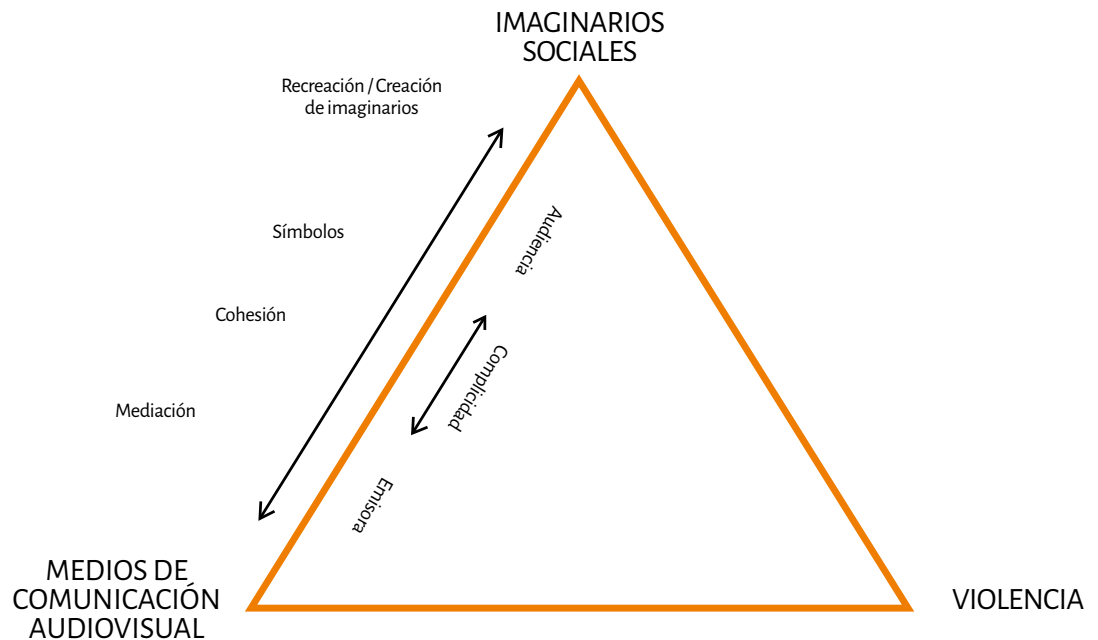 IMAGINARIOS
SOCIALES
Recreación / Creación
de imaginarios
Símbolos
Audiencia
Cohesión
Complicidad
Mediación
Emisora
MEDIOS DE
COMUNICACIÓN
AUDIOVISUAL
VIOLENCIA